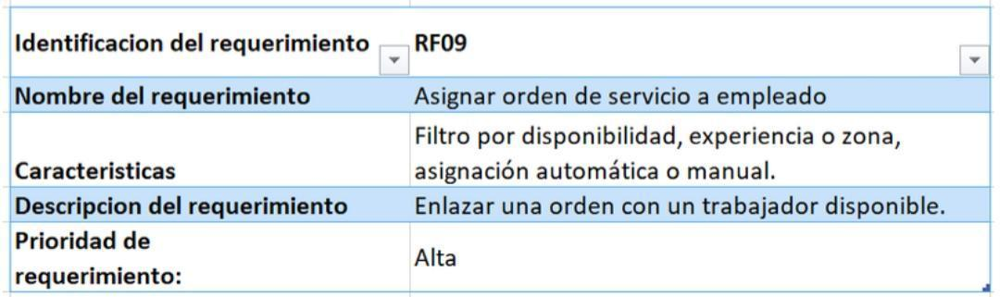 Identificacion del requerimiento RF09
Nombre del requerimiento Asignar orden de servicio a empleado
Caracteristicas Filtro por disponibilidad, experiencia o zona,
asignación automática o manual.
Descripcion del requerimiento Enlazar una orden con un trabajador disponible.
Prioridad de
requerimiento: Alta